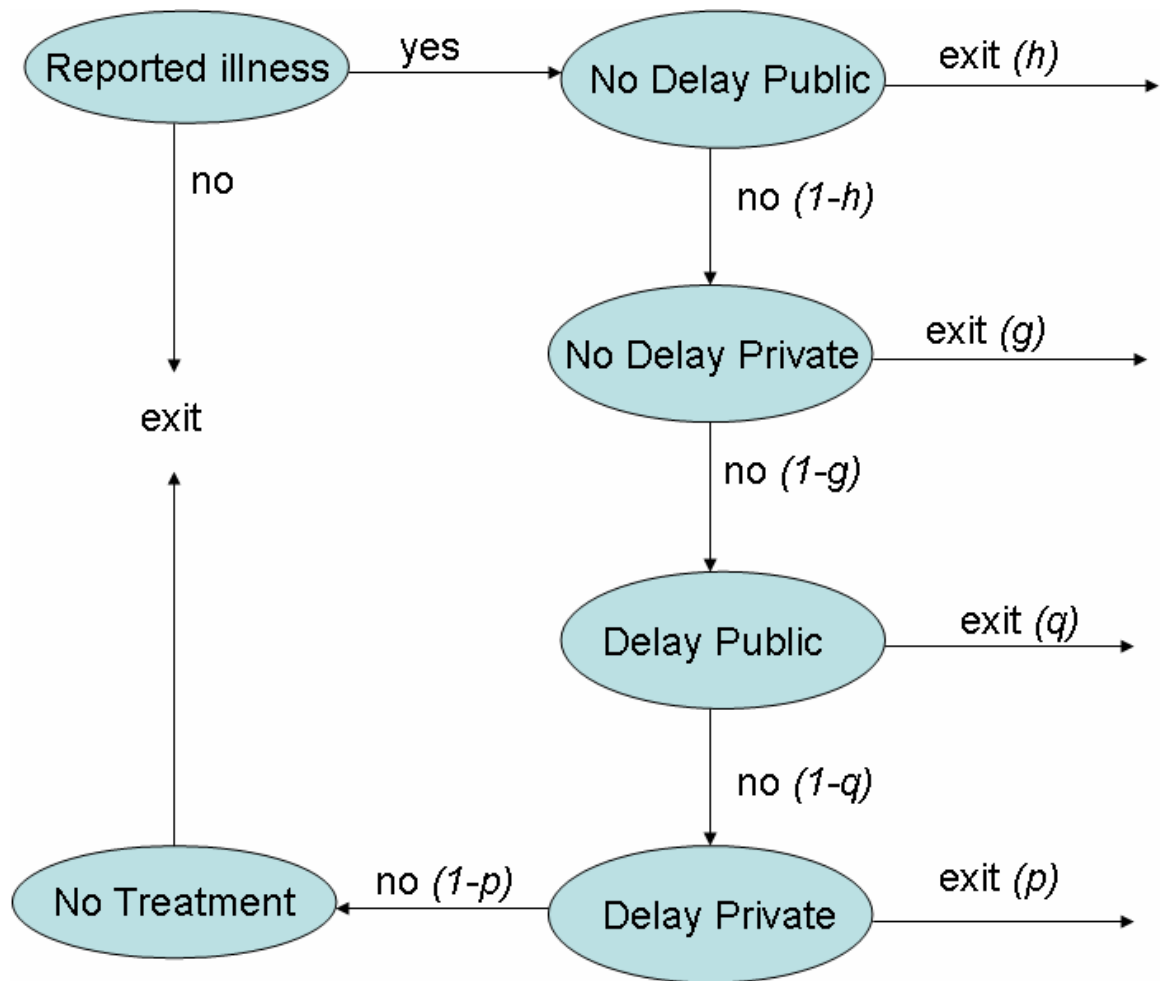 Reported illness
yes
No Delay Public
exit (h)
no
no (1-h)
No Delay Private
exit (g)
exit
no (1-g)
Delay Public
exit (q)
no (1-q)
No Treatment
no (1-p)
Delay Private
exit (p)